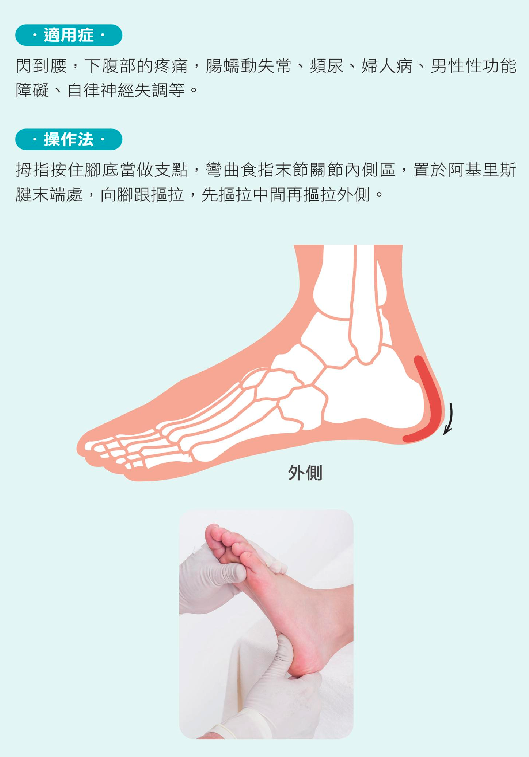 ·適用症·
閃到腰，下腹部的疼痛，腸蠕動失常、頻尿、婦人病、男性性功能
障礙、自律神經失調等。
·操作法·
拇指按住腳底當做支點，彎曲食指末節關節內側區，置於阿基里斯
腱末端處，向腳跟摳拉，先摳拉中間再摳拉外側。
外側